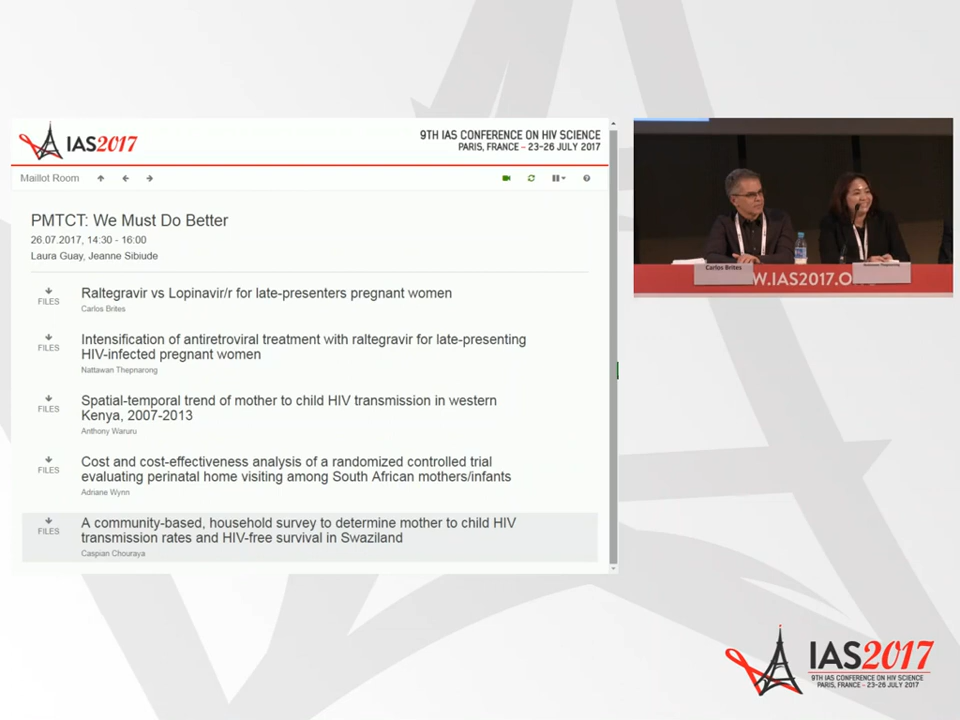 IAS2017
9TH IAS CONFERENCE ON HIV SCIENCE
PARIS, FRANCE – 23-26 JULY 2017
Maillot Room
PMTCT: We Must Do Better
26.07.2017, 14:30 - 16:00
Laura Guay, Jeanne Sibiude
FILES
Raltegravir vs Lopinavir/r for late-presenters pregnant women
Carlos Brites
FILES
Intensification of antiretroviral treatment with raltegravir for late-presenting
HIV-infected pregnant women
Nattawan Thepnarong
FILES
Spatial-temporal trend of mother to child HIV transmission in western
Kenya, 2007-2013
Anthony Waruru
FILES
Cost and cost-effectiveness analysis of a randomized controlled trial
evaluating perinatal home visiting among South African mothers/infants
Adriane Wynn
FILES
A community-based, household survey to determine mother to child HIV
transmission rates and HIV-free survival in Swaziland
Caspian Chouraya
Carlos Brites
W.IAS2017.O
IAS2017
9TH IAS CONFERENCE ON HIV SCIENCE
PARIS, FRANCE – 23-26 JULY 2017